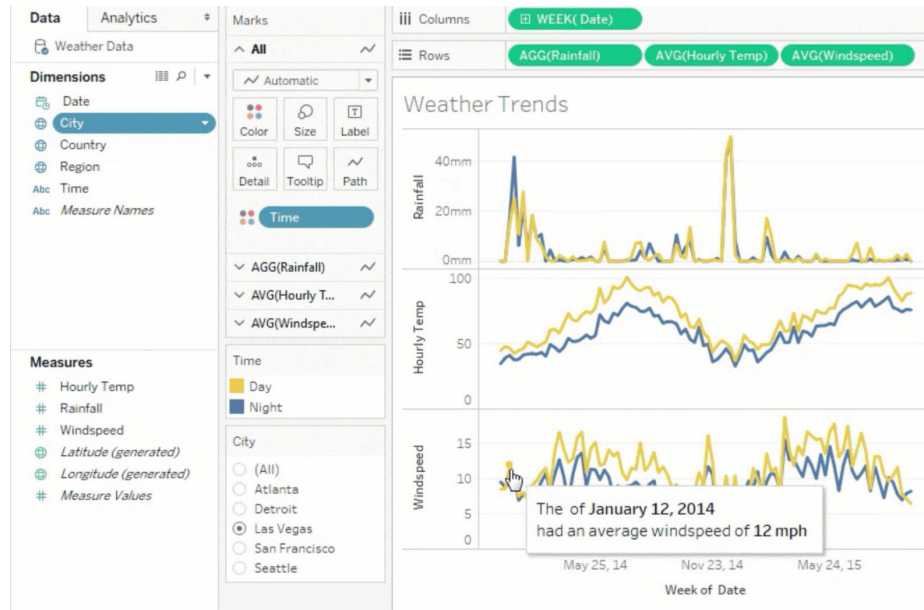 Data
Analytics
Weather Data
Dimensions
Date
City
Country
Region
Abc Time
Abc Measure Names
Measures
# Hourly Temp
# Rainfall
# Windspeed
Latitude (generated)
Longitude (generated)
# Measure Values
Marks
All
Automatic
Color Size Label
Detail Tooltip Path
Time
AGG(Rainfall)
AVG(Hourly T...
AVG(Windspe...
Time
Day
Night
City
(All)
Atlanta
Detroit
Las Vegas
San Francisco
Seattle
Columns
WEEK( Date)
Rows
AGG(Rainfall) AVG(Hourly Temp) AVG(Windspeed)
Weather Trends
Rainfall
40mm
20mm
0mm
Hourly Temp
100
50
0
Windspeed
15
10
5
0
The of January 12, 2014
had an average windspeed of 12 mph
May 25, 14 Nov 23, 14 May 24, 15
Week of Date